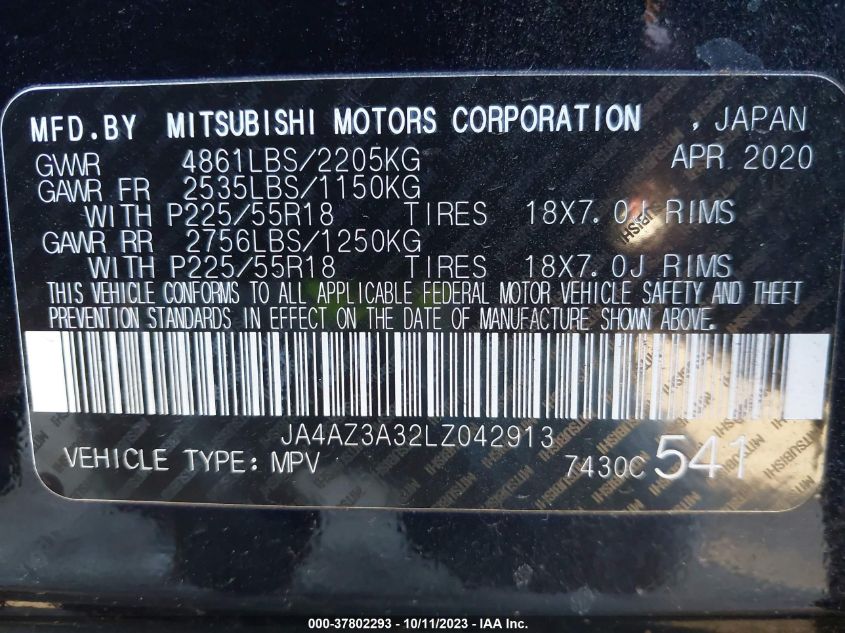 MFD.BY MITSUBISHI MOTORS CORPORATION , JAPAN
GVWR 4861LBS/2205KG APR 2020
GAWR FR 2535LBS/1150KG
WITH P225/55R18 TIRES 18X7.0J RIMS
GAWR RR 2756LBS/1250KG
WITH P225/55R18 TIRES 18X7.0J RIMS
THIS VEHICLE CONFORMS TO ALL APPLICABLE FEDERAL MOTOR VEHICLE SAFETY AND THEFT
PREVENTION STANDARDS IN EFFECT ON THE DATE OF MANUFACTURE SHOWN ABOVE.
JA4AZ3A32LZ042913
VEHICLE TYPE: MPV 7430C 541
000-37802293 - 10/11/2023 - IAA Inc.